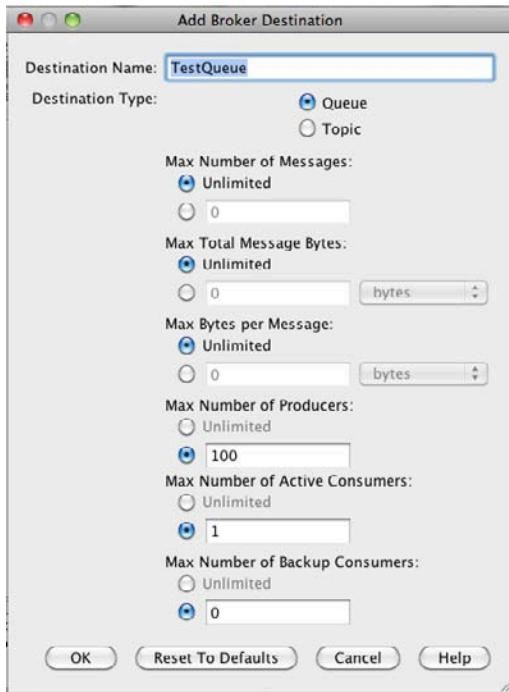 Add Broker Destination
Destination Name: TestQueue
Destination Type: Queue
Topic
Max Number of Messages:
Unlimited
0
Max Total Message Bytes:
Unlimited
0 bytes
Max Bytes per Message:
Unlimited
0 bytes
Max Number of Producers:
Unlimited
100
Max Number of Active Consumers:
Unlimited
1
Max Number of Backup Consumers:
Unlimited
0
OK Reset To Defaults Cancel Help